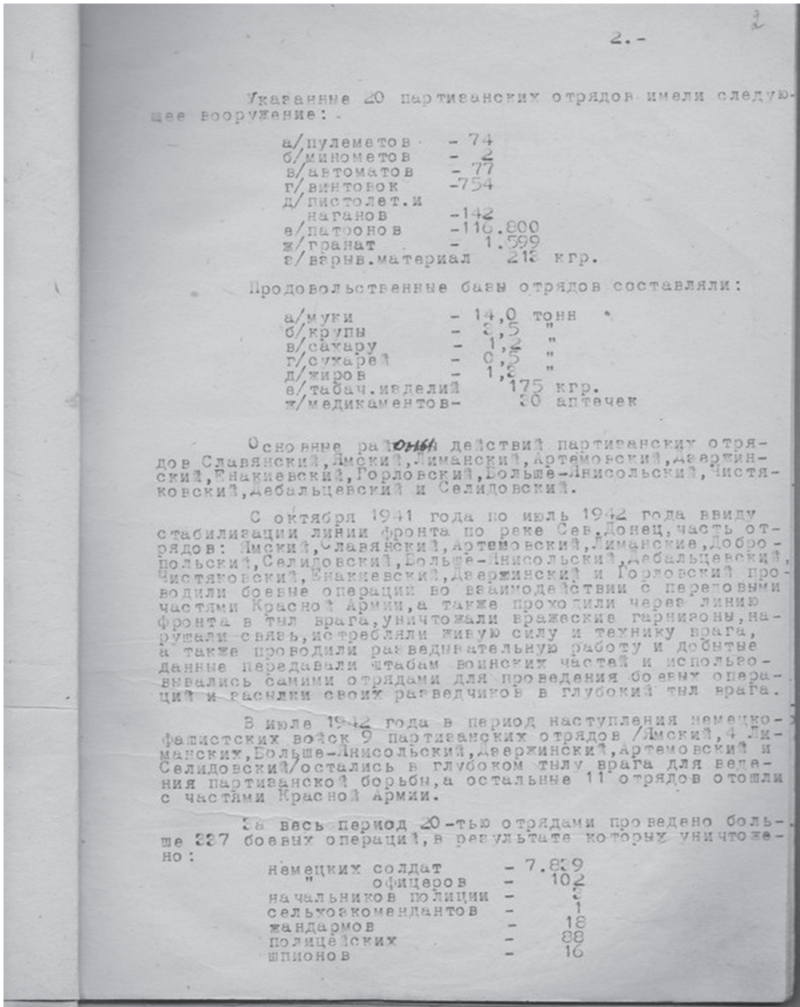 2
2.-
Указанные 20 партизанских отрядов имели следую-
щее вооружение:
а/пулеметов - 74
б/минометов - 2
в/автоматов - 77
г/винтовок -754
д/пистолет.и
наганов -142
е/патронов -116.800
ж/гранат - 1.599
з/взрыв.материал 213 кгр.
Продовольственные базы отрядов составляли:
а/муки - 14,0 тонн
б/крупы - 3,5 "
в/сахару - 1,2 "
г/сухарей - 0,5 "
д/жиров - 1,3 "
е/табач.изделий 175 кгр.
ж/медикаментов- 30 аптечек
Основные районы действий партизанских отря-
дов Славянский,Ямский,Лиманский,Артемовский,Дзержин-
ский,Енакиевский,Горловский,Больше-Янисольский,Чистя-
ковский,Дебальцевский и Селидовский.
С октября 1941 года по июль 1942 года ввиду
стабилизации линии фронта по реке Сев.Донец,часть от-
рядов: Ямский,Славянский,Артемовский,Лиманские,Добро-
польский,Селидовский,Больше-Янисольский,Дебальцевский,
Чистяковский,Енакиевский,Дзержинский и Горловский про-
водили боевые операции во взаимодействии с передовыми
частями Красной Армии,а также проходили через линию
фронта в тыл врага,уничтожали вражеские гарнизоны,на-
рушали связь,истребляли живую силу и технику врага,
а также проводили разведывательную работу и добытые
данные передавали штабам воинских частей и использо-
вывались самими отрядами для проведения боевых опера-
ций и засылки своих разведчиков в глубокий тыл врага.
В июле 1942 года в период наступления немецко-
фашистских войск 9 партизанских отрядов /Ямский,4 Ли-
манских,Больше-Янисольский,Дзержинский,Артемовский и
Селидовский/остались в глубоком тылу врага для веде-
ния партизанской борьбы,а остальные 11 отрядов отошли
с частями Красной Армии.
За весь период 20-тью отрядами проведено боль-
ше 337 боевых операций,в результате которых уничтоже-
но:
немецких солдат - 7.839
" офицеров - 102
начальников полиции - 3
сельхозкомендантов - 1
жандармов - 18
полицейских - 88
шпионов - 16